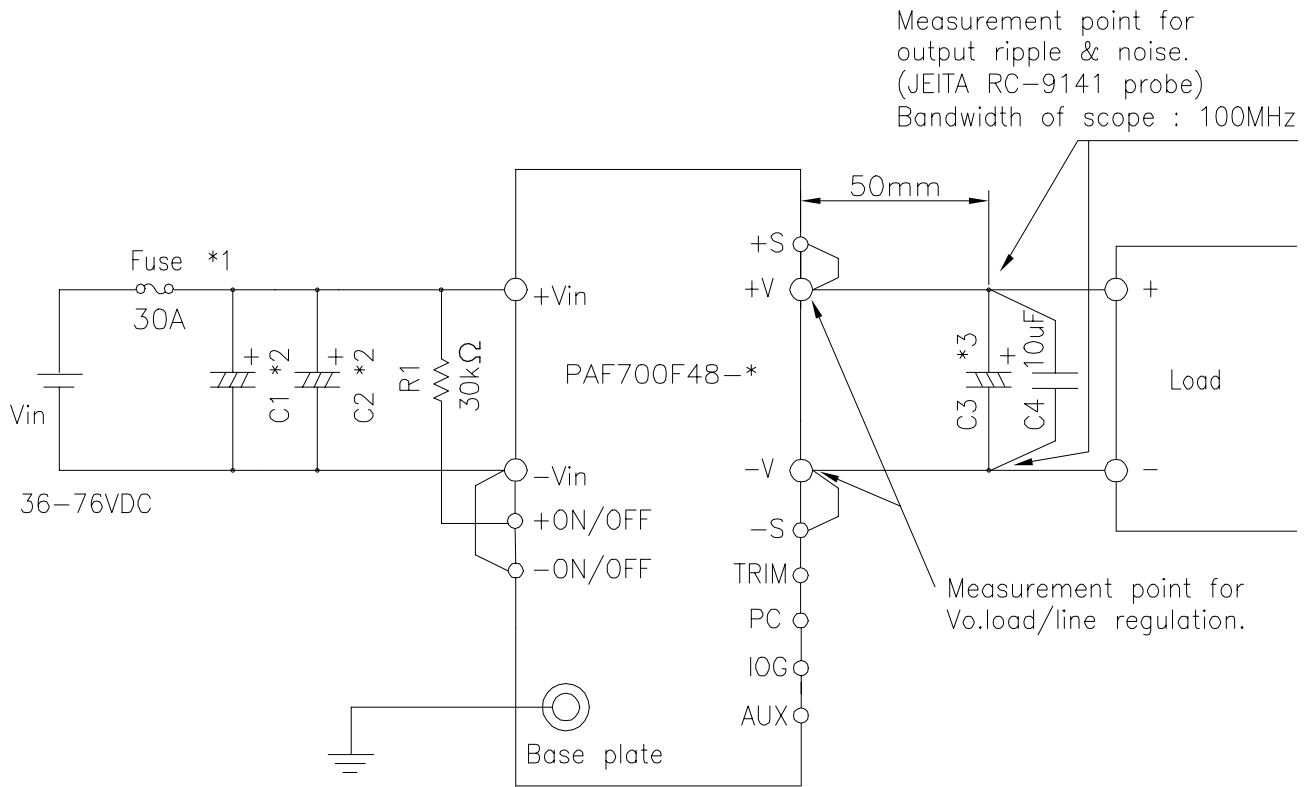 Measurement point for
output ripple & noise.
(JEITA RC-9141 probe)
Bandwidth of scope : 100MHz
50mm
Fuse *1
30A
+S
+V
+Vin
+
C1 *2
+
C2 *2
R1
30kΩ
PAF700F48-*
*3
+
C3
10uF
C4
+
Load
-
Vin
36-76VDC
-Vin
+ON/OFF
-ON/OFF
-V
-S
TRIM
PC
IOG
AUX
Measurement point for
Vo.load/line regulation.
Base plate